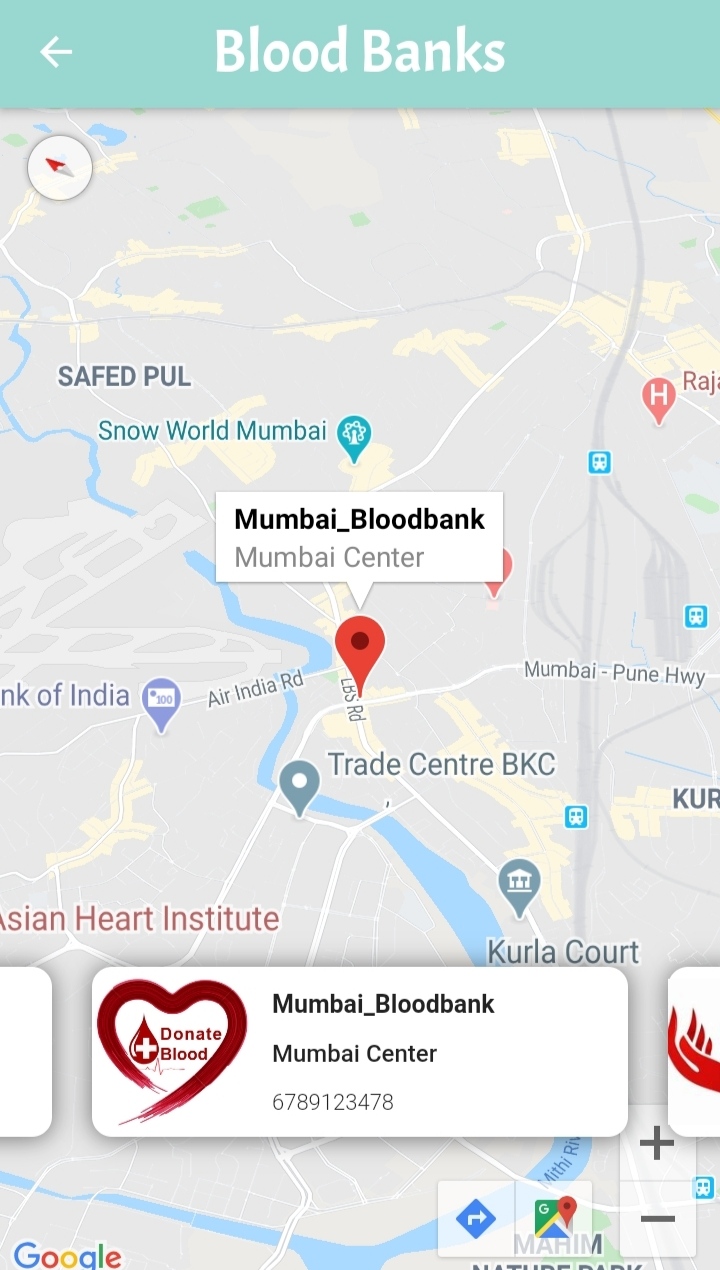 Blood Banks
SAFED PUL
Raja
Snow World Mumbai
H
Mumbai_Bloodbank
Mumbai Center
Mumbai - Pune Hwy
Air India Rd
LBS Rd
nk of India
100
Trade Centre BKC
KUR
Asian Heart Institute
Kurla Court
Donate
Blood
Mumbai_Bloodbank
Mumbai Center
6789123478
Mithi Riv
G
MAHIM
NATURE PARK
Google